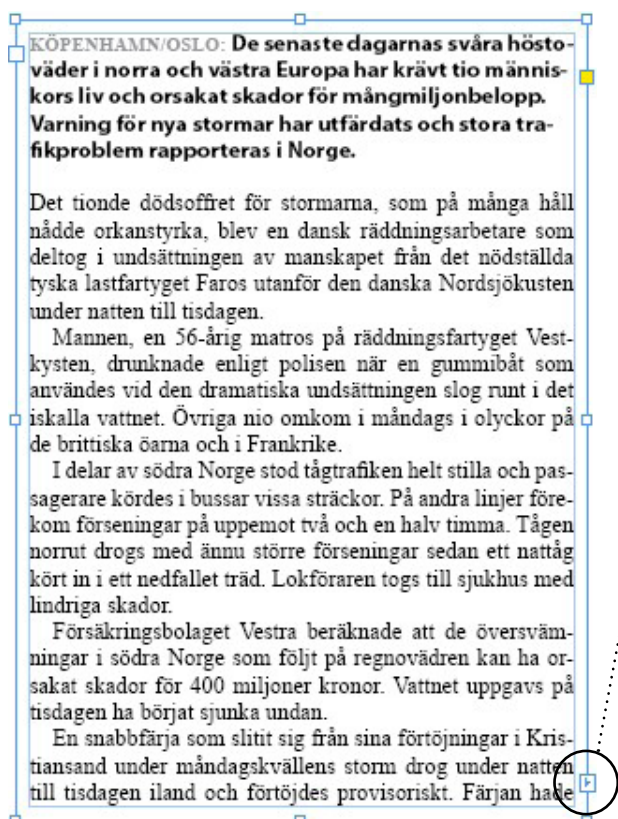 KÖPENHAMN/OSLO: De senaste dagarnas svåra hösto-
väder i norra och västra Europa har krävt tio männis-
kors liv och orsakat skador för mångmiljonbelopp.
Varning för nya stormar har utfärdats och stora tra-
fikproblem rapporteras i Norge.
Det tionde dödsoffret för stormarna, som på många håll
nådde orkanstyrka, blev en dansk räddningsarbetare som
deltog i undsättningen av manskapet från det nödställda
tyska lastfartyget Faros utanför den danska Nordsjökusten
under natten till tisdagen.
Mannen, en 56-årig matros på räddningsfartyget Vest-
kysten, drunknade enligt polisen när en gummibåt som
användes vid den dramatiska undsättningen slog runt i det
iskalla vattnet. Övriga nio omkom i måndags i olyckor på
de brittiska öarna och i Frankrike.
I delar av södra Norge stod tågtrafiken helt stilla och pas-
sagerare kördes i bussar vissa sträckor. På andra linjer före-
kom förseningar på uppemot två och en halv timma. Tågen
norrut drogs med ännu större förseningar sedan ett nattåg
kört in i ett nedfallet träd. Lokföraren togs till sjukhus med
lindriga skador.
Försäkringsbolaget Vestra beräknade att de översväm-
ningar i södra Norge som följt på regnovädren kan ha or-
sakat skador för 400 miljoner kronor. Vattnet uppgavs på
tisdagen ha börjat sjunka undan.
En snabbfärja som slitit sig från sina förtöjningar i Kris-
tiansand under måndagskvällens storm drog under natten
till tisdagen iland och förtöjdes provisoriskt. Färjan hade